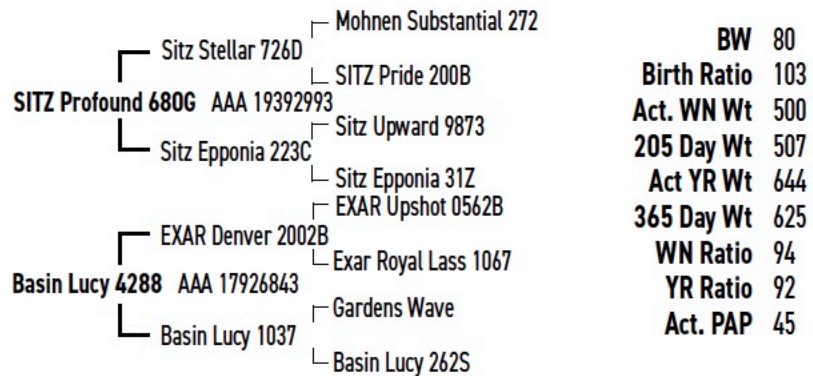 Mohnen Substantial 272
Sitz Stellar 726D
SITZ Pride 200B
SITZ Profound 680G AAA 19392993
Sitz Upward 9873
Sitz Epponia 223C
Sitz Epponia 31Z
EXAR Upshot 0562B
EXAR Denver 2002B
Exar Royal Lass 1067
Basin Lucy 4288 AAA 17926843
Gardens Wave
Basin Lucy 1037
Basin Lucy 262S
BW 80
Birth Ratio 103
Act. WN Wt 500
205 Day Wt 507
Act YR Wt 644
365 Day Wt 625
WN Ratio 94
YR Ratio 92
Act. PAP 45